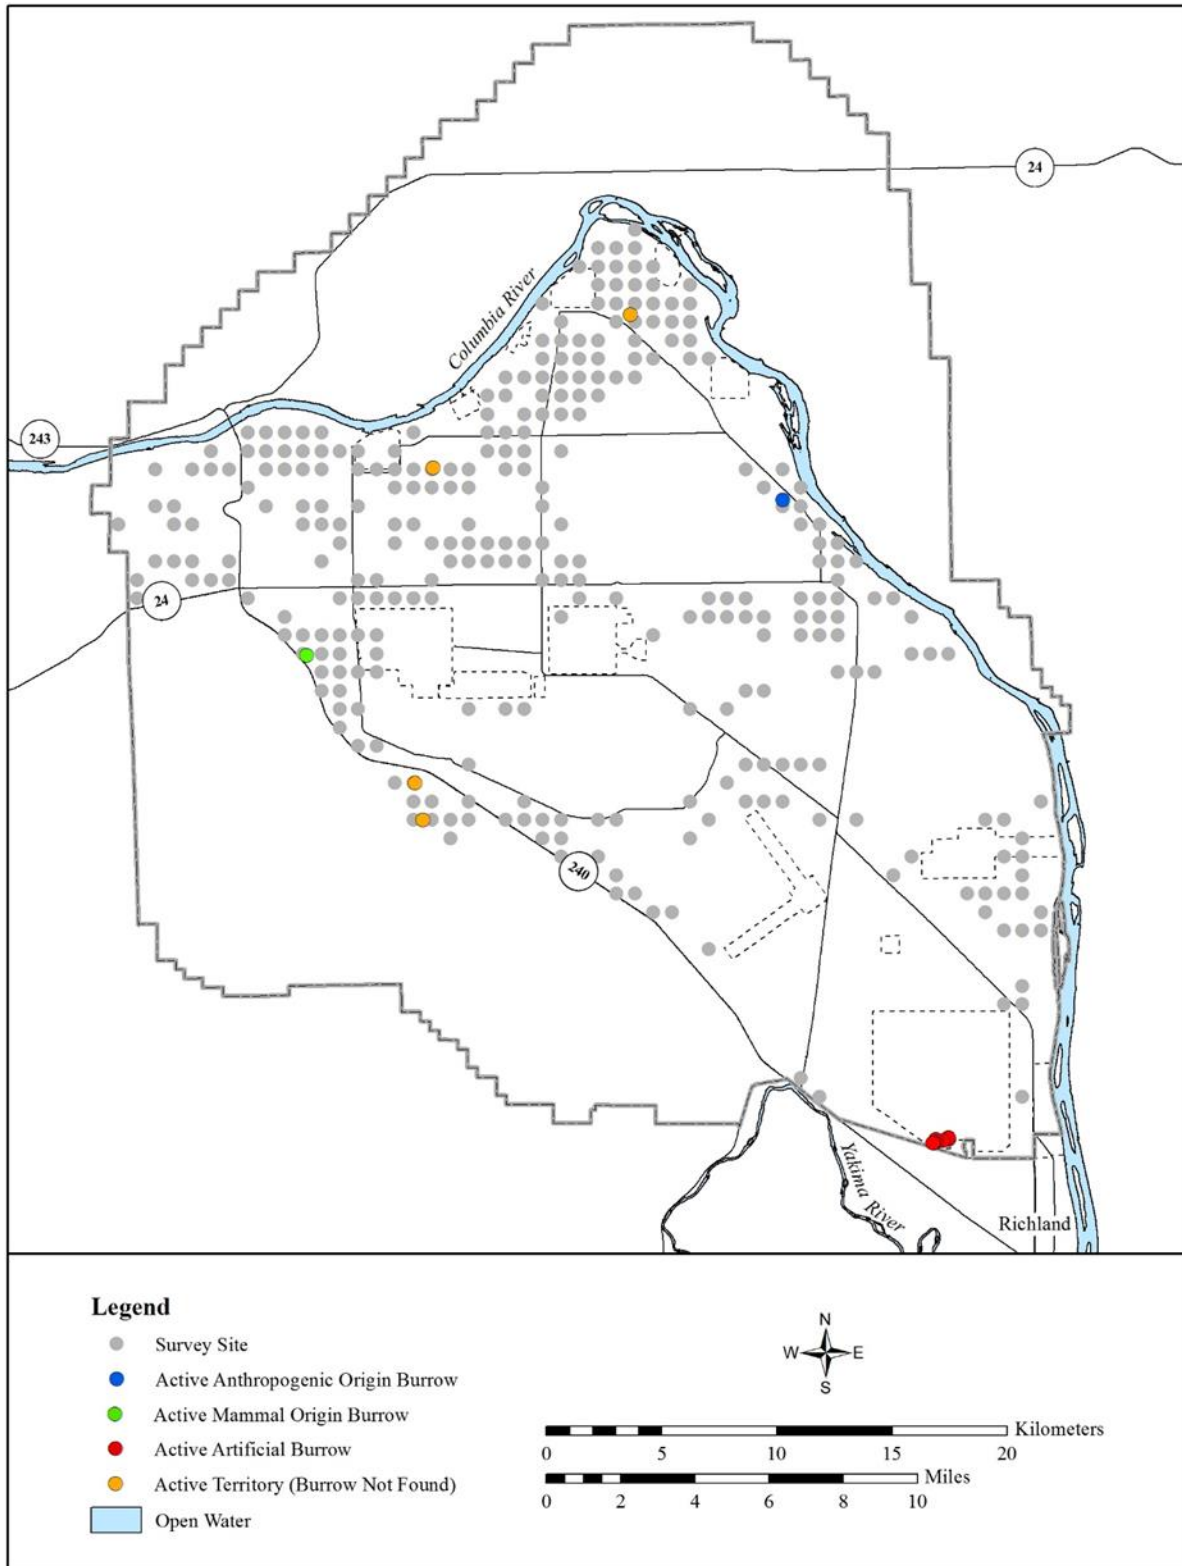 24
Columbia River
243
24
240
Yakima River
Richland
Legend
Survey Site
Active Anthropogenic Origin Burrow
Active Mammal Origin Burrow
Active Artificial Burrow
Active Territory (Burrow Not Found)
Open Water
N
W E
S
Kilometers
0 5 10 15 20
Miles
0 2 4 6 8 10